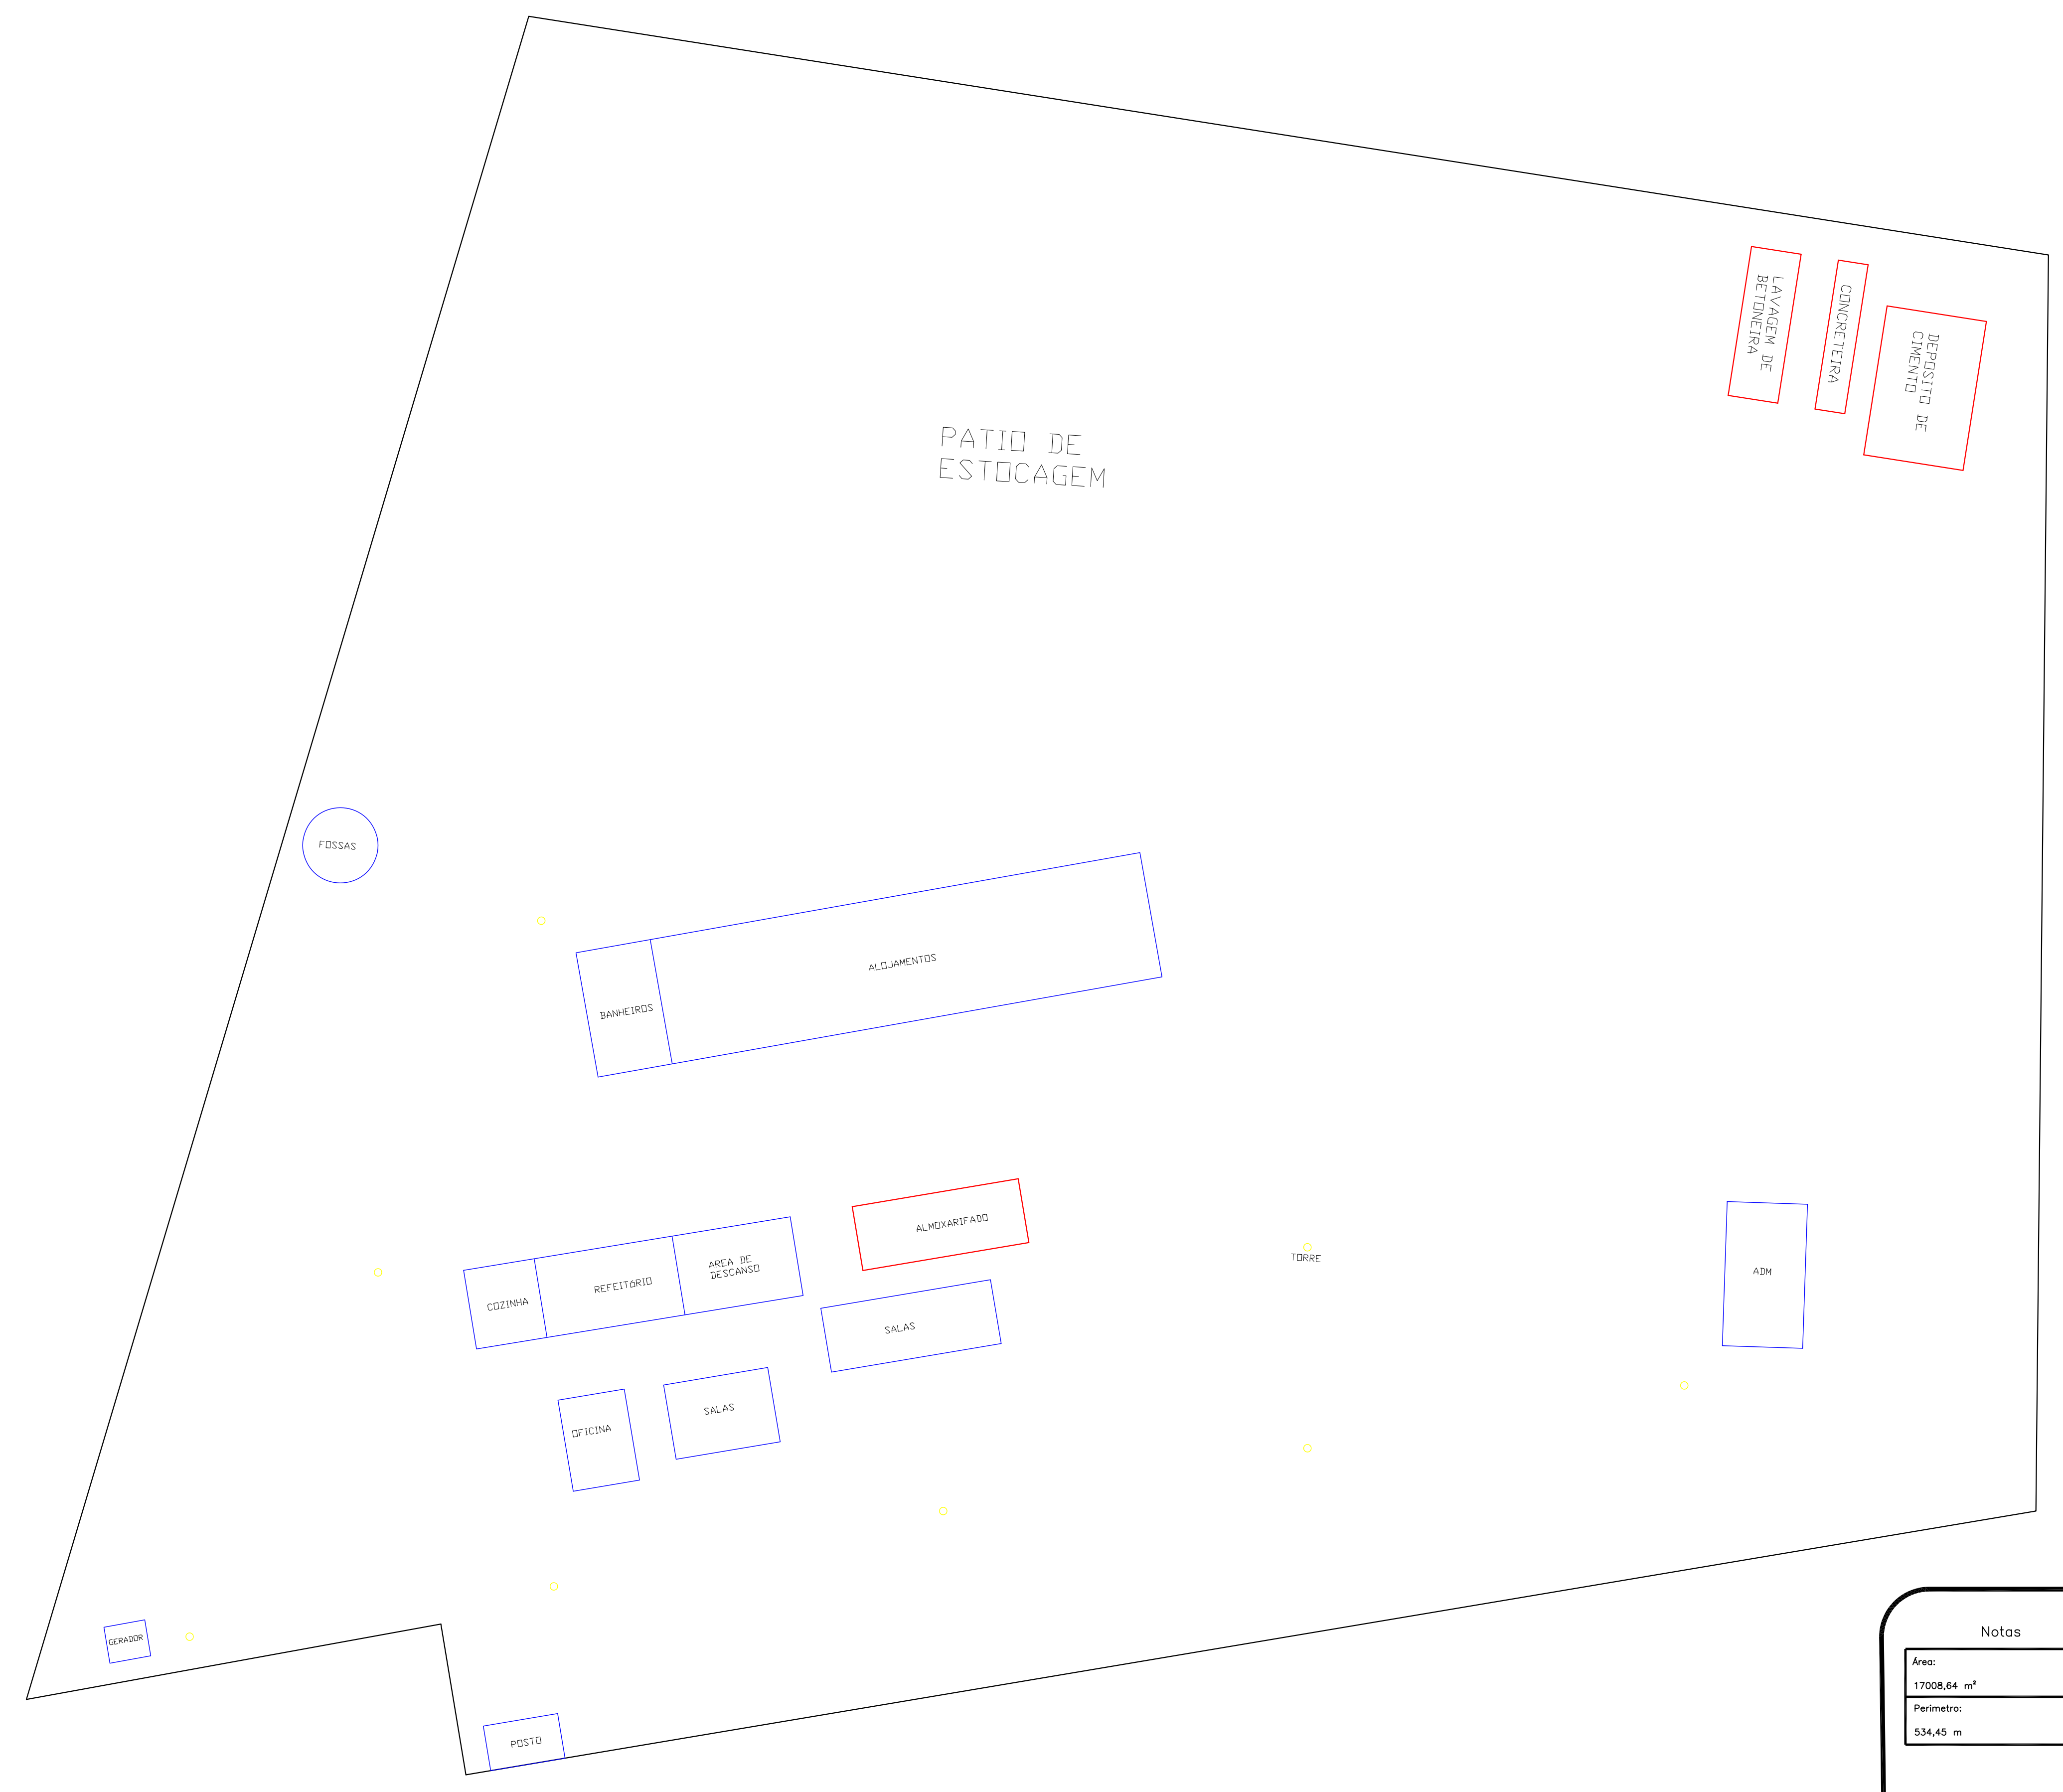 LAVAGEM DE
BETONEIRA
CONCRETEIRA
DEPOSITO DE
CIMENTO
PATIO DE
ESTOCAGEM
FOSSAS
ALOJAMENTOS
BANHEIROS
ALMOXARIFADO
TORRE
ADM
AREA DE
DESCANSO
REFEITóRIO
COZINHA
SALAS
SALAS
OFICINA
GERADOR
POSTO
Notas
Área:
17008,64 m²
Perimetro:
534,45 m